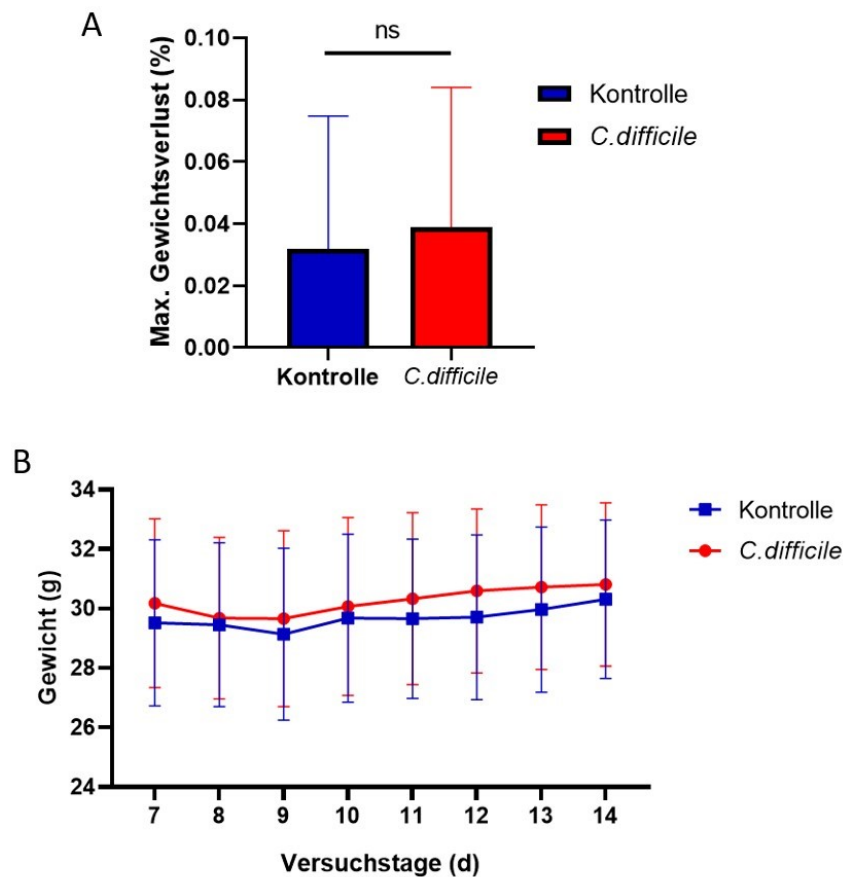 A
ns
Max. Gewichtsverlust (%)
0.10
0.08
0.06
0.04
0.02
0.00
Kontrolle
C.difficile
Kontrolle
C.difficile
B
Gewicht (g)
34
32
30
28
26
24
7 8 9 10 11 12 13 14
Versuchstage (d)
Kontrolle
C.difficile